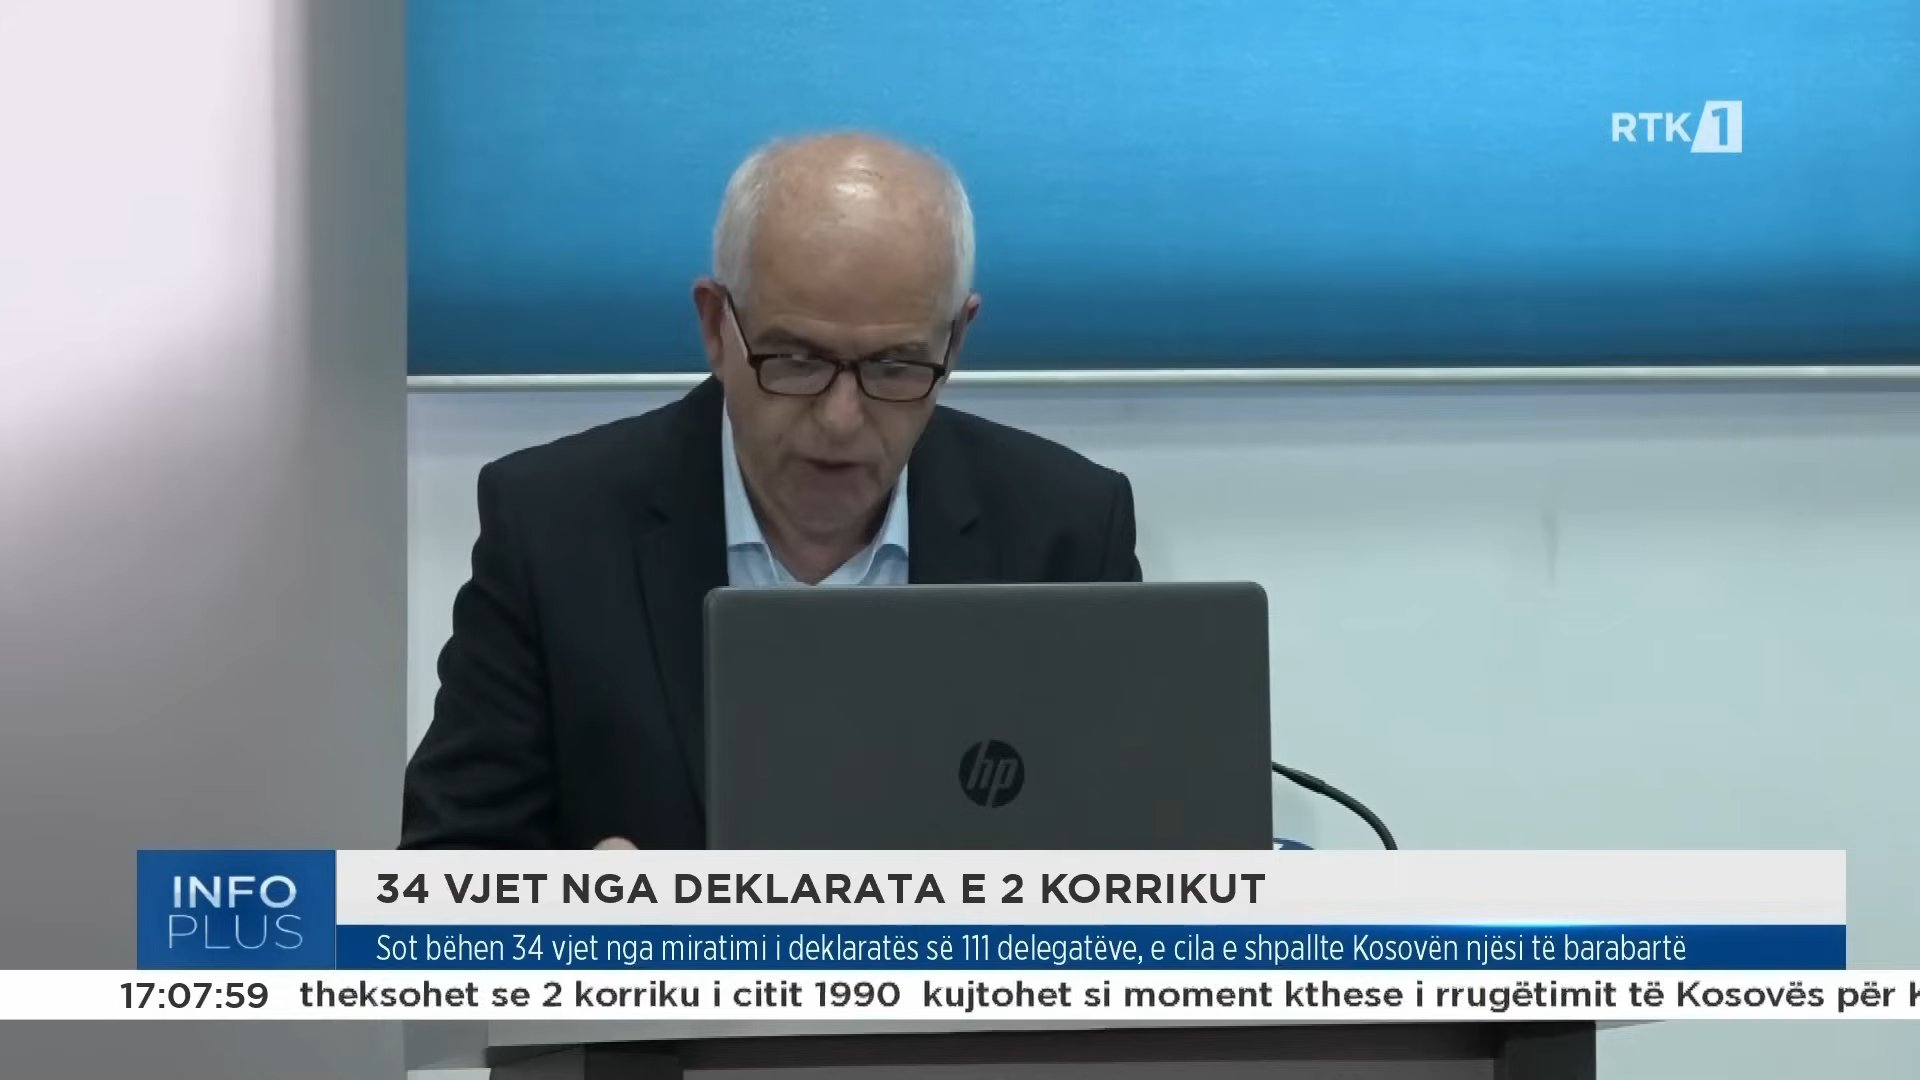 RTK 1
hp
INFO
PLUS
34 VJET NGA DEKLARATA E 2 KORRIKUT
Sot bëhen 34 vjet nga miratimi i deklaratës së 111 delegatëve, e cila e shpallte Kosovën njësi të barabartë
17:07:59 theksohet se 2 korriku i citit 1990 kujtohet si moment kthese i rrugëtimit të Kosovës për